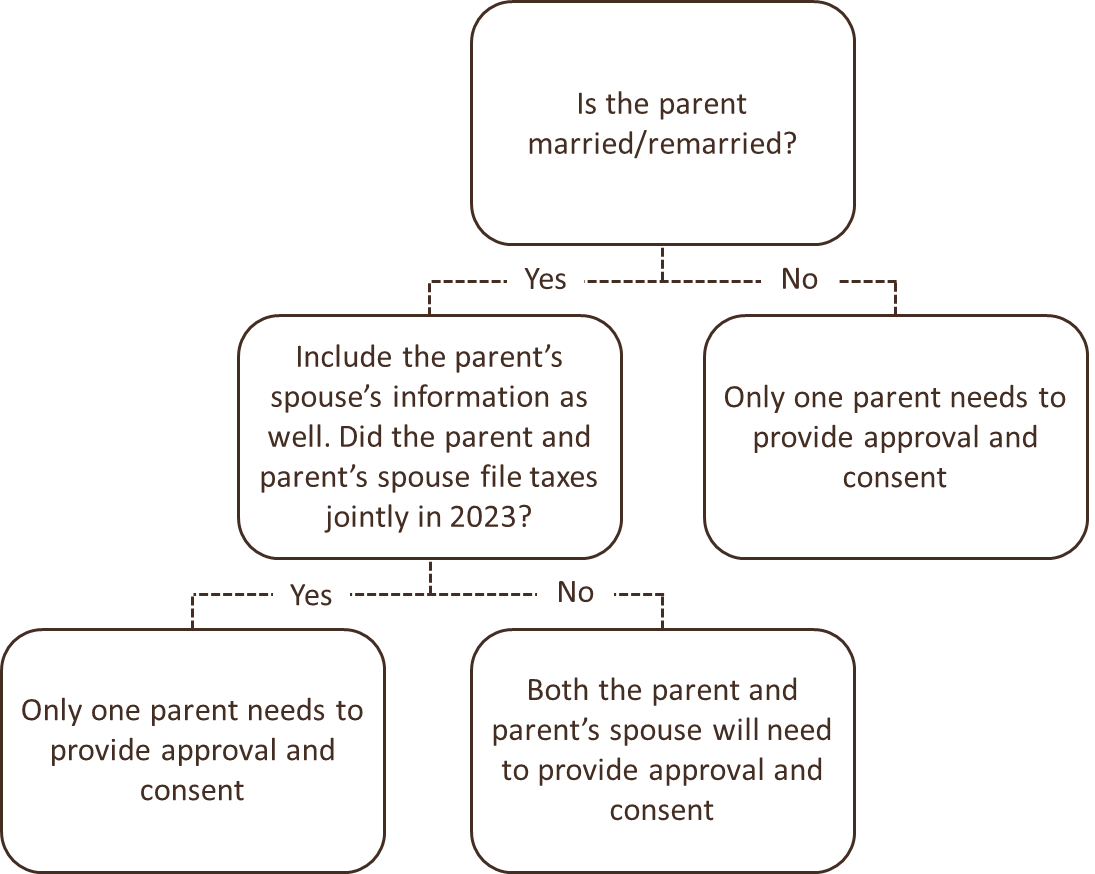 Is the parent
married/remarried?
Yes
No
Include the parent’s
spouse’s information as
well. Did the parent and
parent’s spouse file taxes
jointly in 2023?
Only one parent needs to
provide approval and
consent
Yes
No
Only one parent needs to
provide approval and
consent
Both the parent and
parent’s spouse will need
to provide approval and
consent